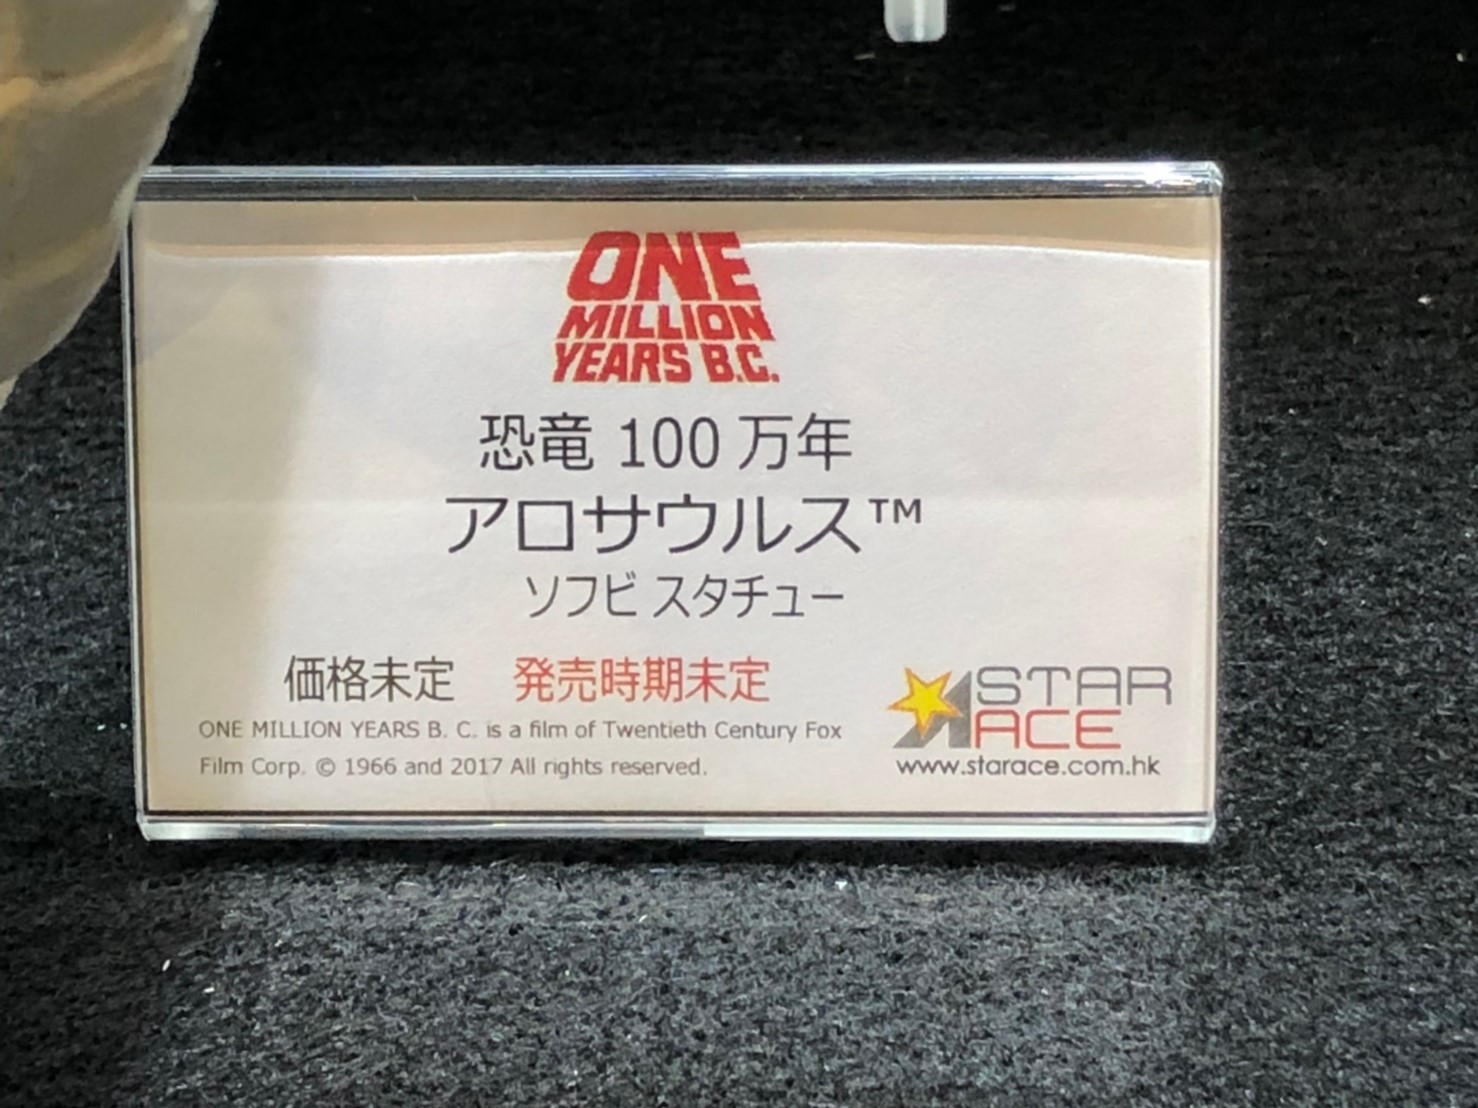 ONE
MILLION
YEARS B.C.
恐竜 100 万年
アロサウルス™
ソフビ スタチュー
価格未定 発売時期未定
ONE MILLION YEARS B. C. is a film of Twentieth Century Fox
Film Corp. © 1966 and 2017 All rights reserved.
STAR
ACE
www.starace.com.hk